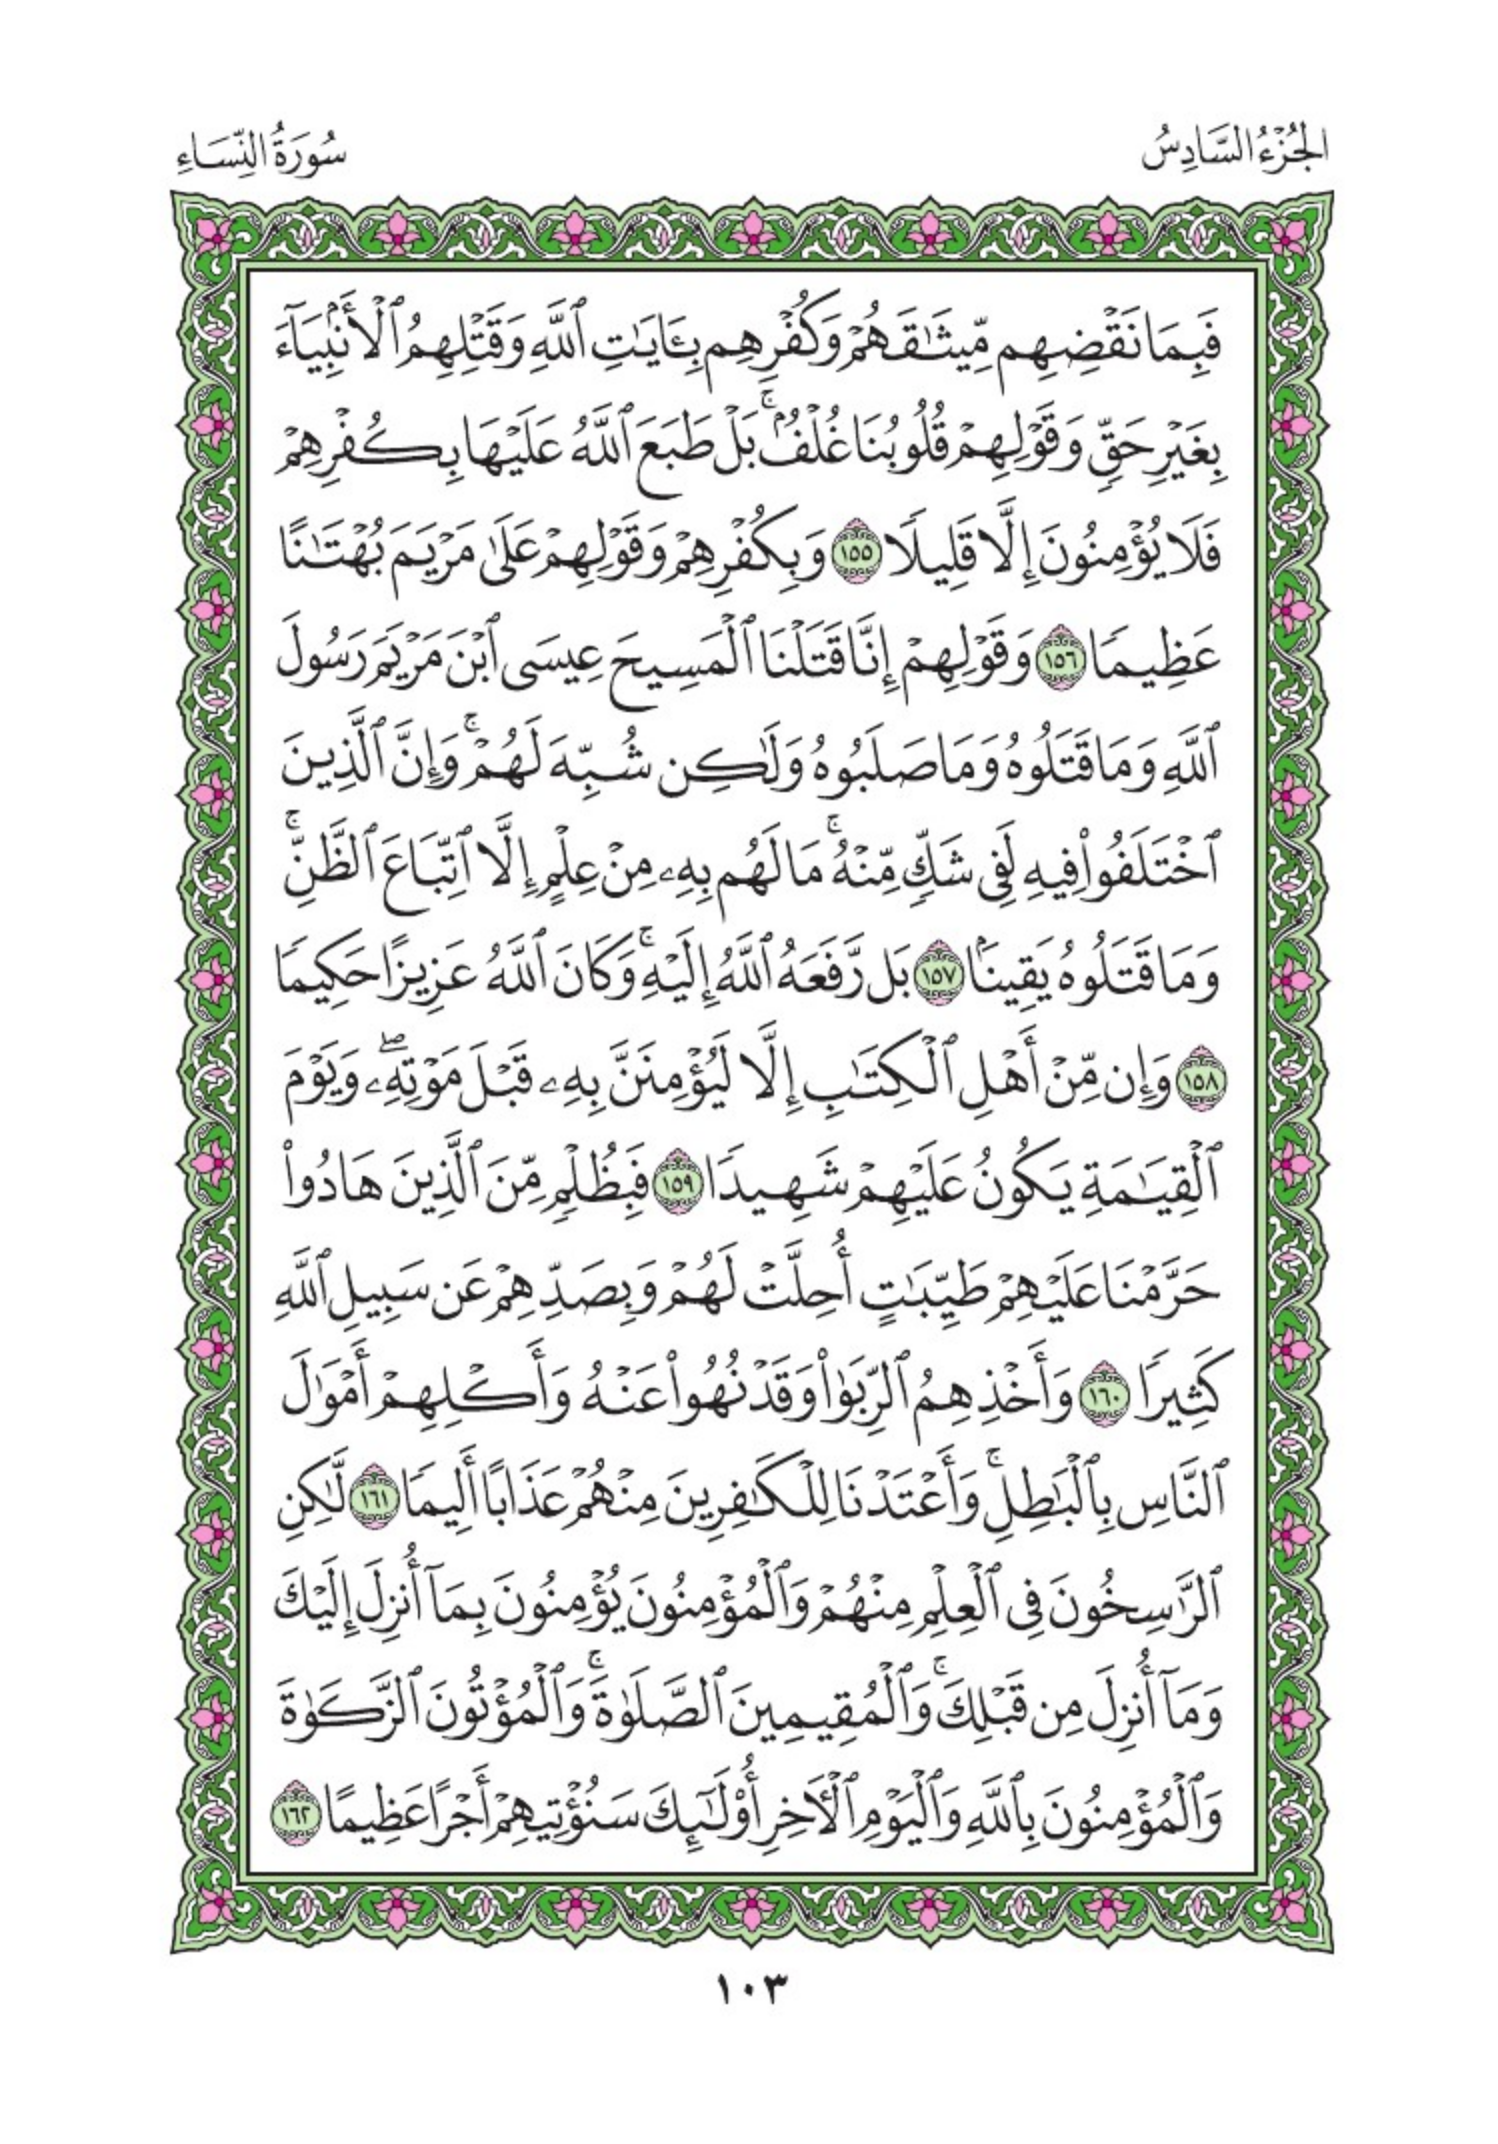 الجُزْءُ السَّادِسُ
سُورَةُ النِّسَاءِ
فَبِمَا نَقْضِهِم مِّيثَٰقَهُمْ وَكُفْرِهِم بِـَٔايَٰتِ ٱللَّهِ وَقَتْلِهِمُ ٱلْأَنۢبِيَآءَ
بِغَيْرِ حَقٍّ وَقَوْلِهِمْ قُلُوبُنَا غُلْفٌۢ ۚ بَلْ طَبَعَ ٱللَّهُ عَلَيْهَا بِكُفْرِهِمْ
فَلَا يُؤْمِنُونَ إِلَّا قَلِيلًا ١٥٥ وَبِكُفْرِهِمْ وَقَوْلِهِمْ عَلَىٰ مَرْيَمَ بُهْتَٰنًا
عَظِيمًا ١٥٦ وَقَوْلِهِمْ إِنَّا قَتَلْنَا ٱلْمَسِيحَ عِيسَى ٱبْنَ مَرْيَمَ رَسُولَ
ٱللَّهِ وَمَا قَتَلُوهُ وَمَا صَلَبُوهُ وَلَٰكِن شُبِّهَ لَهُمْ ۚ وَإِنَّ ٱلَّذِينَ
ٱخْتَلَفُوا۟ فِيهِ لَفِى شَكٍّ مِّنْهُ ۚ مَا لَهُم بِهِۦ مِنْ عِلْمٍ إِلَّا ٱتِّبَاعَ ٱلظَّنِّ ۚ
وَمَا قَتَلُوهُ يَقِينًۢا ١٥٧ بَل رَّفَعَهُ ٱللَّهُ إِلَيْهِ ۚ وَكَانَ ٱللَّهُ عَزِيزًا حَكِيمًا
١٥٨ وَإِن مِّنْ أَهْلِ ٱلْكِتَٰبِ إِلَّا لَيُؤْمِنَنَّ بِهِۦ قَبْلَ مَوْتِهِۦ ۖ وَيَوْمَ
ٱلْقِيَٰمَةِ يَكُونُ عَلَيْهِمْ شَهِيدًا ١٥٩ فَبِظُلْمٍ مِّنَ ٱلَّذِينَ هَادُوا۟
حَرَّمْنَا عَلَيْهِمْ طَيِّبَٰتٍ أُحِلَّتْ لَهُمْ وَبِصَدِّهِمْ عَن سَبِيلِ ٱللَّهِ
كَثِيرًا ١٦٠ وَأَخْذِهِمُ ٱلرِّبَوٰا۟ وَقَدْ نُهُوا۟ عَنْهُ وَأَكْلِهِمْ أَمْوَٰلَ
ٱلنَّاسِ بِٱلْبَٰطِلِ ۚ وَأَعْتَدْنَا لِلْكَٰفِرِينَ مِنْهُمْ عَذَابًا أَلِيمًا ١٦١ لَّٰكِنِ
ٱلرَّٰسِخُونَ فِى ٱلْعِلْمِ مِنْهُمْ وَٱلْمُؤْمِنُونَ يُؤْمِنُونَ بِمَآ أُنزِلَ إِلَيْكَ
وَمَآ أُنزِلَ مِن قَبْلِكَ ۚ وَٱلْمُقِيمِينَ ٱلصَّلَوٰةَ ۚ وَٱلْمُؤْتُونَ ٱلزَّكَوٰةَ
وَٱلْمُؤْمِنُونَ بِٱللَّهِ وَٱلْيَوْمِ ٱلْـَٔاخِرِ أُو۟لَٰٓئِكَ سَنُؤْتِيهِمْ أَجْرًا عَظِيمًا ١٦٢
١٠٣